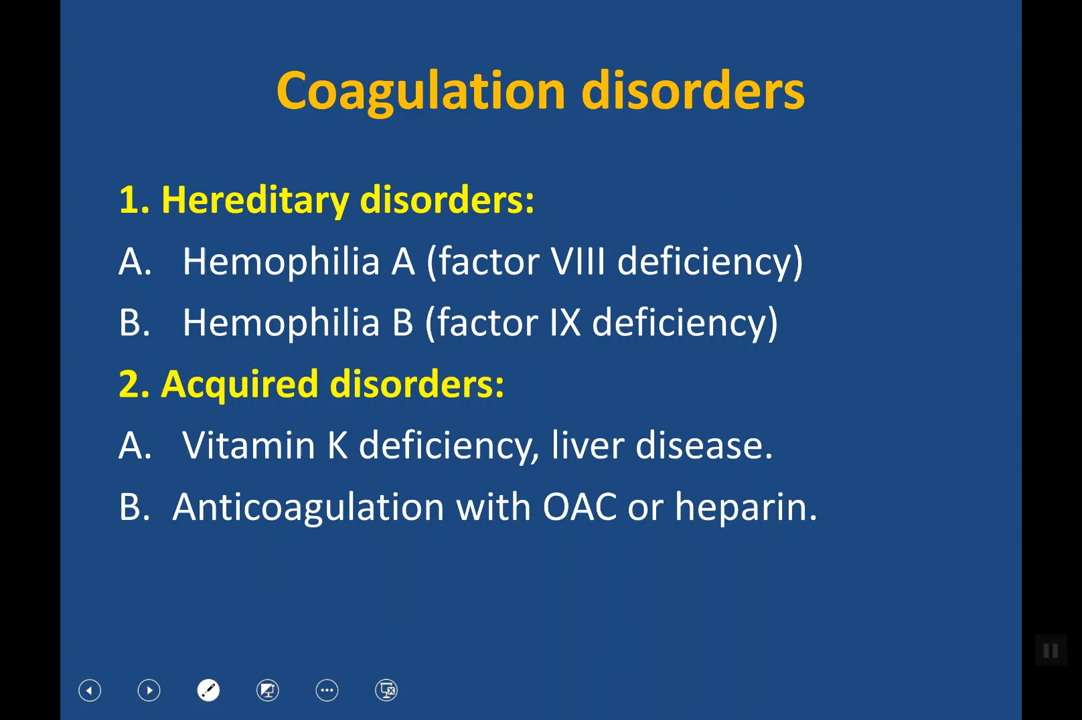 Coagulation disorders
1. Hereditary disorders:
A. Hemophilia A (factor VIII deficiency)
B. Hemophilia B (factor IX deficiency)
2. Acquired disorders:
A. Vitamin K deficiency, liver disease.
B. Anticoagulation with OAC or heparin.